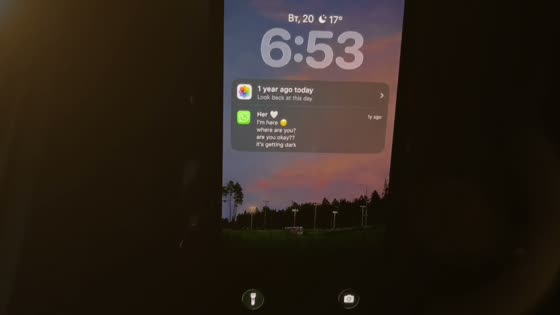 Вт, 20 17°
6:53
1 year ago today
Look back at this day
Her 🤍 1y ago
I'm here 😊
where are you?
are you okay??
it's getting dark